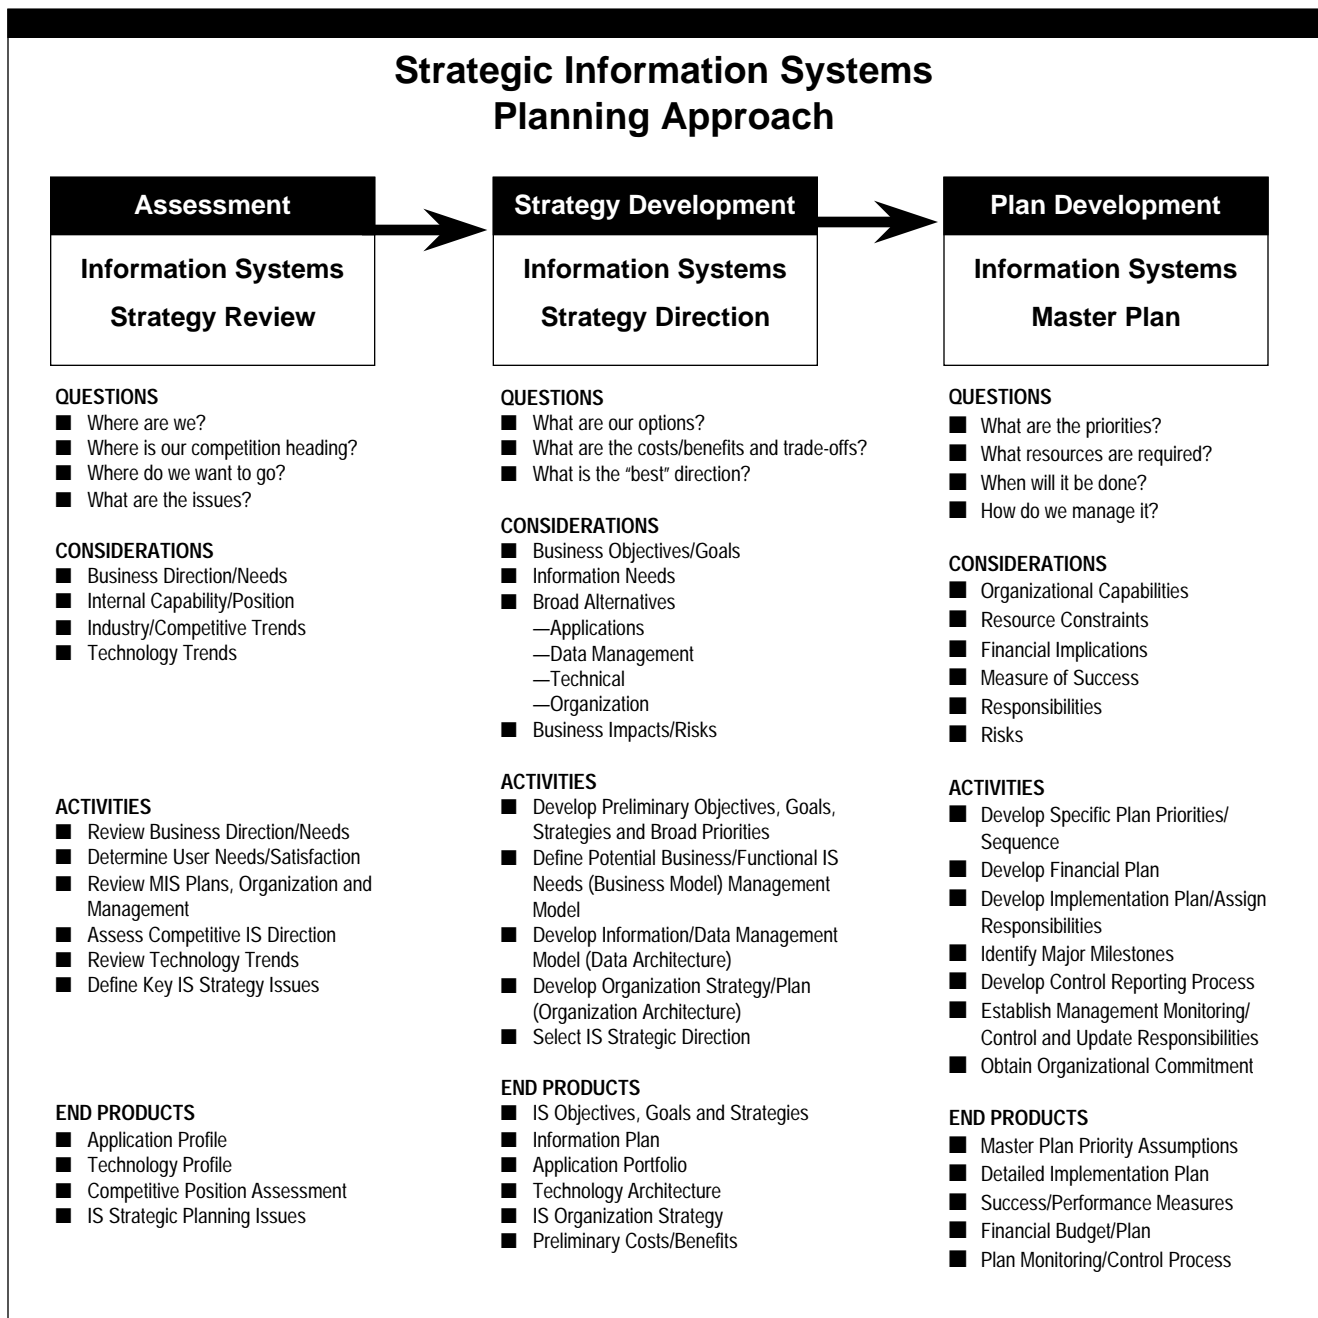 Strategic Information Systems
Planning Approach
Assessment
Information Systems
Strategy Review
QUESTIONS
■ Where are we?
■ Where is our competition heading?
■ Where do we want to go?
■ What are the issues?
CONSIDERATIONS
■ Business Direction/Needs
■ Internal Capability/Position
■ Industry/Competitive Trends
■ Technology Trends
ACTIVITIES
■ Review Business Direction/Needs
■ Determine User Needs/Satisfaction
■ Review MIS Plans, Organization and
Management
■ Assess Competitive IS Direction
■ Review Technology Trends
■ Define Key IS Strategy Issues
END PRODUCTS
■ Application Profile
■ Technology Profile
■ Competitive Position Assessment
■ IS Strategic Planning Issues
Strategy Development
Information Systems
Strategy Direction
QUESTIONS
■ What are our options?
■ What are the costs/benefits and trade-offs?
■ What is the “best” direction?
CONSIDERATIONS
■ Business Objectives/Goals
■ Information Needs
■ Broad Alternatives
—Applications
—Data Management
—Technical
—Organization
■ Business Impacts/Risks
ACTIVITIES
■ Develop Preliminary Objectives, Goals,
Strategies and Broad Priorities
■ Define Potential Business/Functional IS
Needs (Business Model) Management
Model
■ Develop Information/Data Management
Model (Data Architecture)
■ Develop Organization Strategy/Plan
(Organization Architecture)
■ Select IS Strategic Direction
END PRODUCTS
■ IS Objectives, Goals and Strategies
■ Information Plan
■ Application Portfolio
■ Technology Architecture
■ IS Organization Strategy
■ Preliminary Costs/Benefits
Plan Development
Information Systems
Master Plan
QUESTIONS
■ What are the priorities?
■ What resources are required?
■ When will it be done?
■ How do we manage it?
CONSIDERATIONS
■ Organizational Capabilities
■ Resource Constraints
■ Financial Implications
■ Measure of Success
■ Responsibilities
■ Risks
ACTIVITIES
■ Develop Specific Plan Priorities/
Sequence
■ Develop Financial Plan
■ Develop Implementation Plan/Assign
Responsibilities
■ Identify Major Milestones
■ Develop Control Reporting Process
■ Establish Management Monitoring/
Control and Update Responsibilities
■ Obtain Organizational Commitment
END PRODUCTS
■ Master Plan Priority Assumptions
■ Detailed Implementation Plan
■ Success/Performance Measures
■ Financial Budget/Plan
■ Plan Monitoring/Control Process